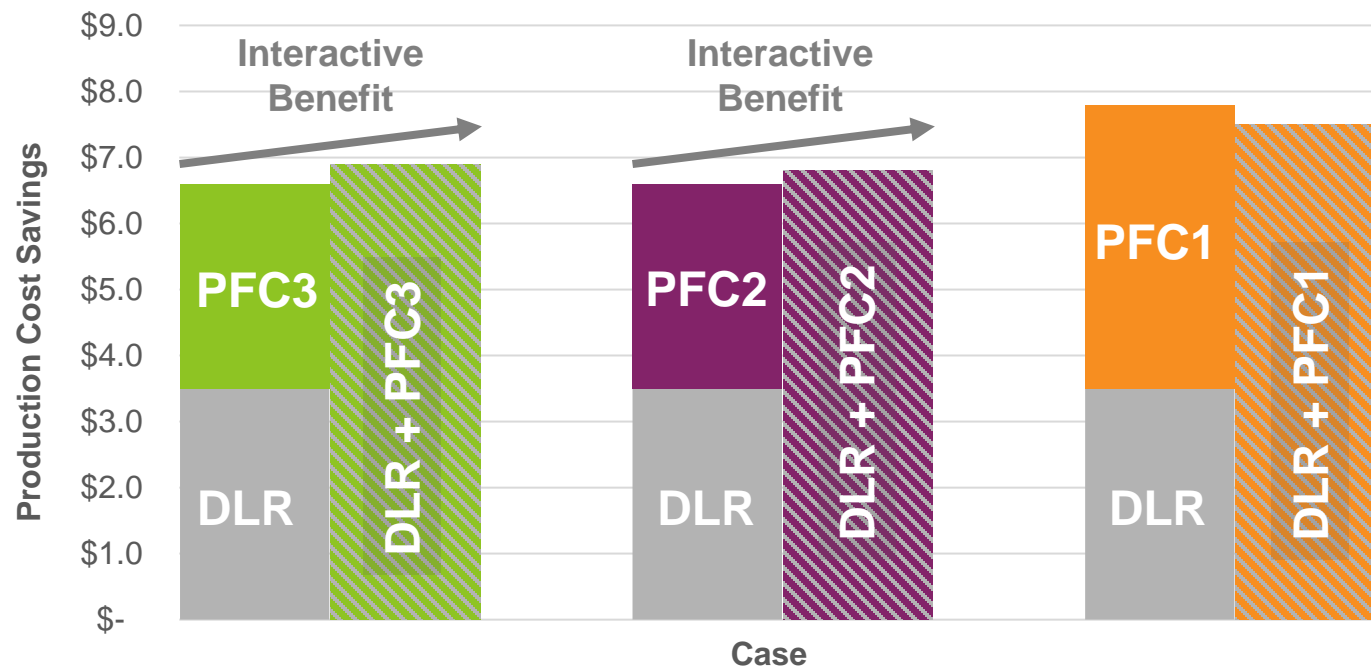 Production Cost Savings
$9.0
$8.0
$7.0
$6.0
$5.0
$4.0
$3.0
$2.0
$1.0
$-
Interactive
Benefit
PFC3
DLR
DLR + PFC3
Interactive
Benefit
PFC2
DLR
DLR + PFC2
PFC1
DLR
DLR + PFC1
Case